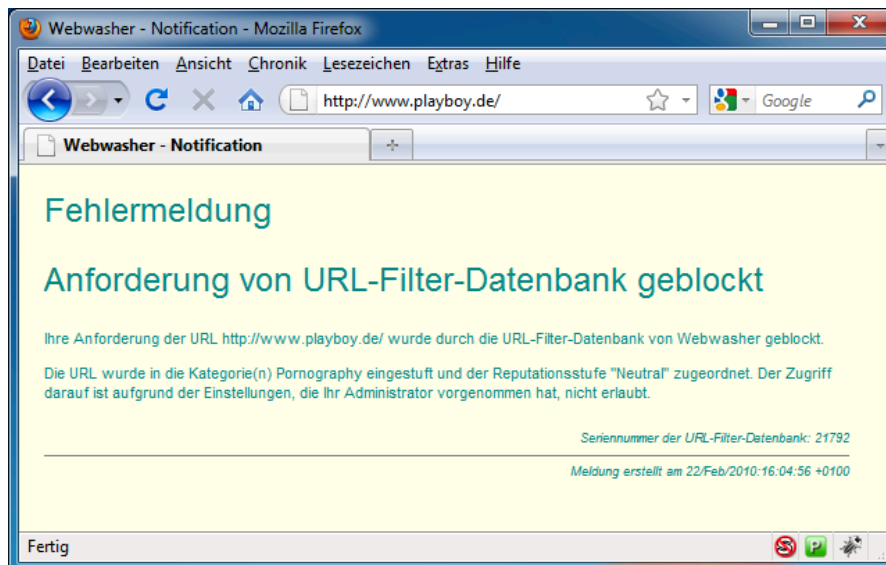 Webwasher - Notification - Mozilla Firefox
Datei Bearbeiten Ansicht Chronik Lesezeichen Extras Hilfe
http://www.playboy.de/ Google
Webwasher - Notification
Fehlermeldung
Anforderung von URL-Filter-Datenbank geblockt
Ihre Anforderung der URL http://www.playboy.de/ wurde durch die URL-Filter-Datenbank von Webwasher geblockt.
Die URL wurde in die Kategorie(n) Pornography eingestuft und der Reputationsstufe "Neutral" zugeordnet. Der Zugriff
darauf ist aufgrund der Einstellungen, die Ihr Administrator vorgenommen hat, nicht erlaubt.
Seriennummer der URL-Filter-Datenbank: 21792
Meldung erstellt am 22/Feb/2010:16:04:56 +0100
Fertig